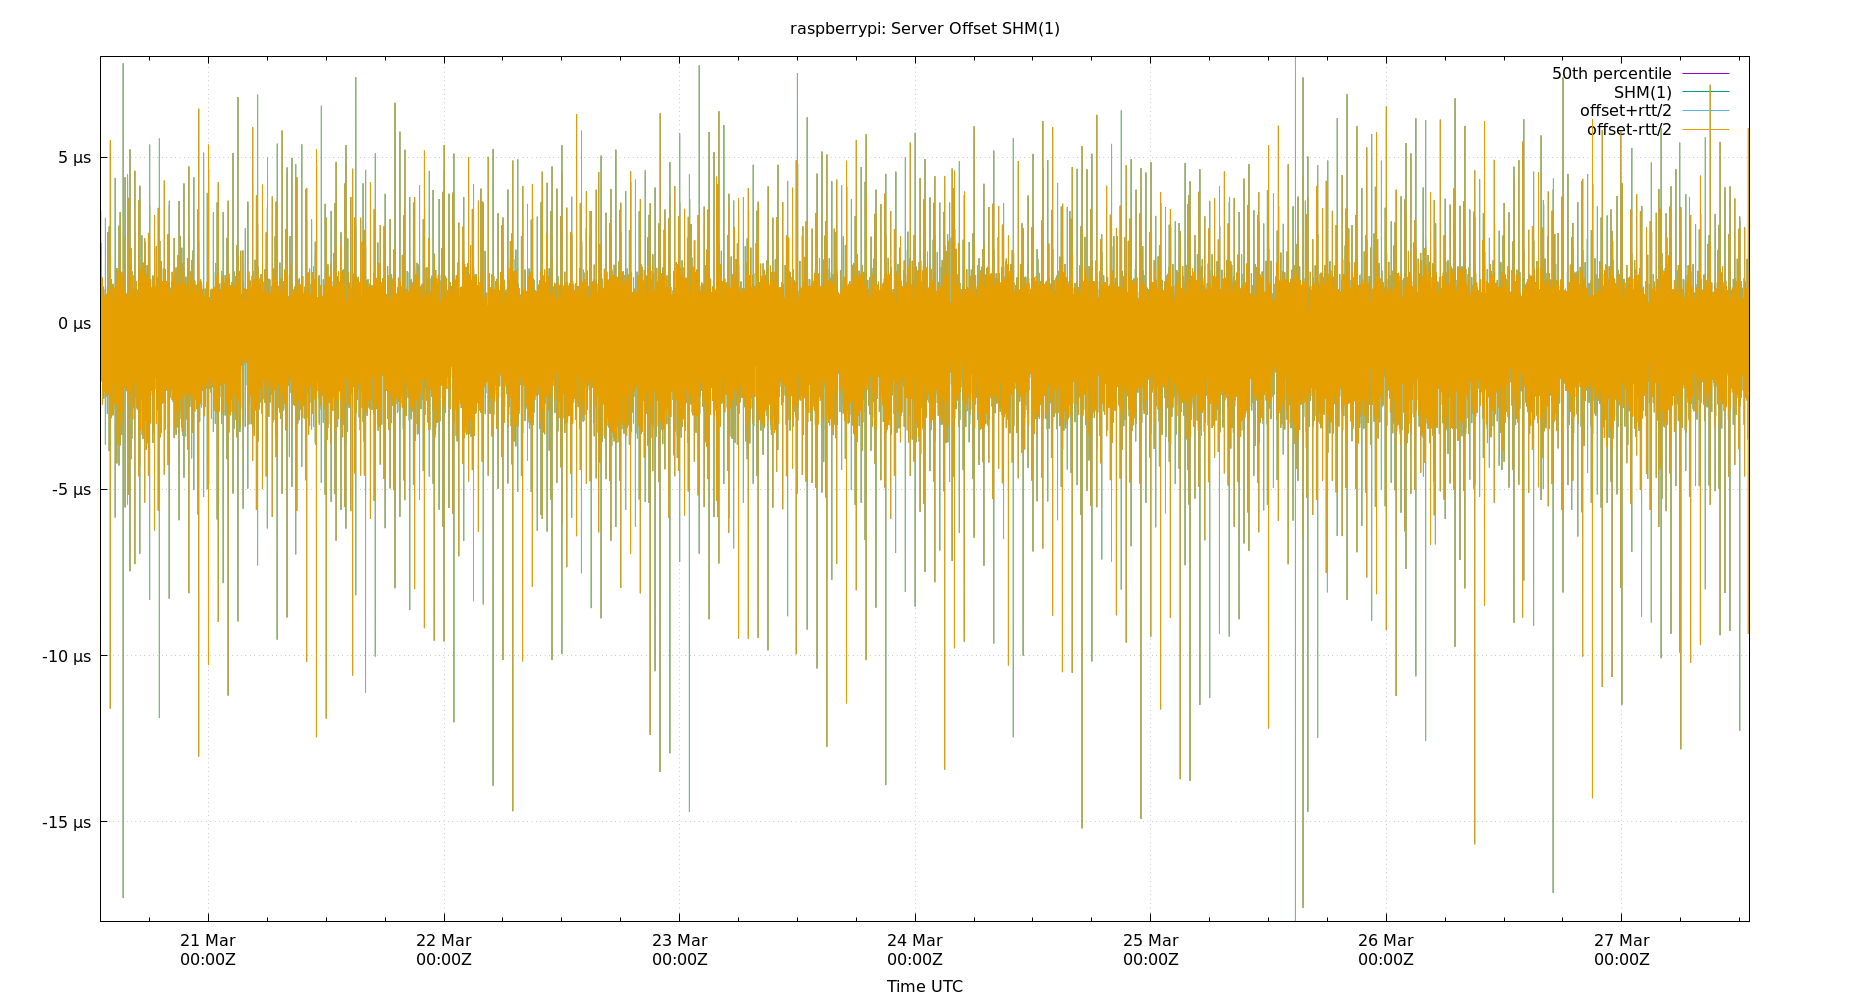 raspberrypi: Server Offset SHM(1)
50th percentile
SHM(1)
offset+rtt/2
offset-rtt/2
5 µs
0 µs
-5 µs
-10 µs
-15 µs
21 Mar 22 Mar 23 Mar 24 Mar 25 Mar 26 Mar 27 Mar
00:00Z 00:00Z 00:00Z 00:00Z 00:00Z 00:00Z 00:00Z
Time UTC